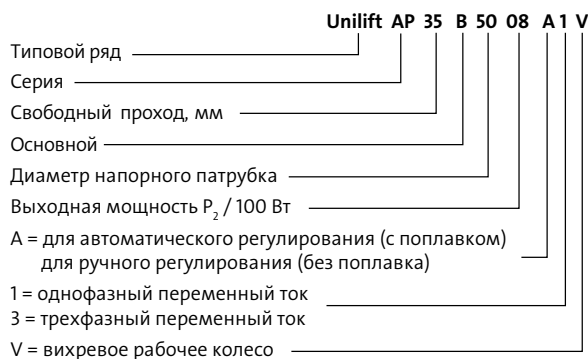 Unilift AP 35 B 50 08 A 1 V
Типовой ряд
Серия
Свободный проход, мм
Основной
Диаметр напорного патрубка
Выходная мощность P2 / 100 Вт
A = для автоматического регулирования (с поплавком)
для ручного регулирования (без поплавка)
1 = однофазный переменный ток
3 = трехфазный переменный ток
V = вихревое рабочее колесо